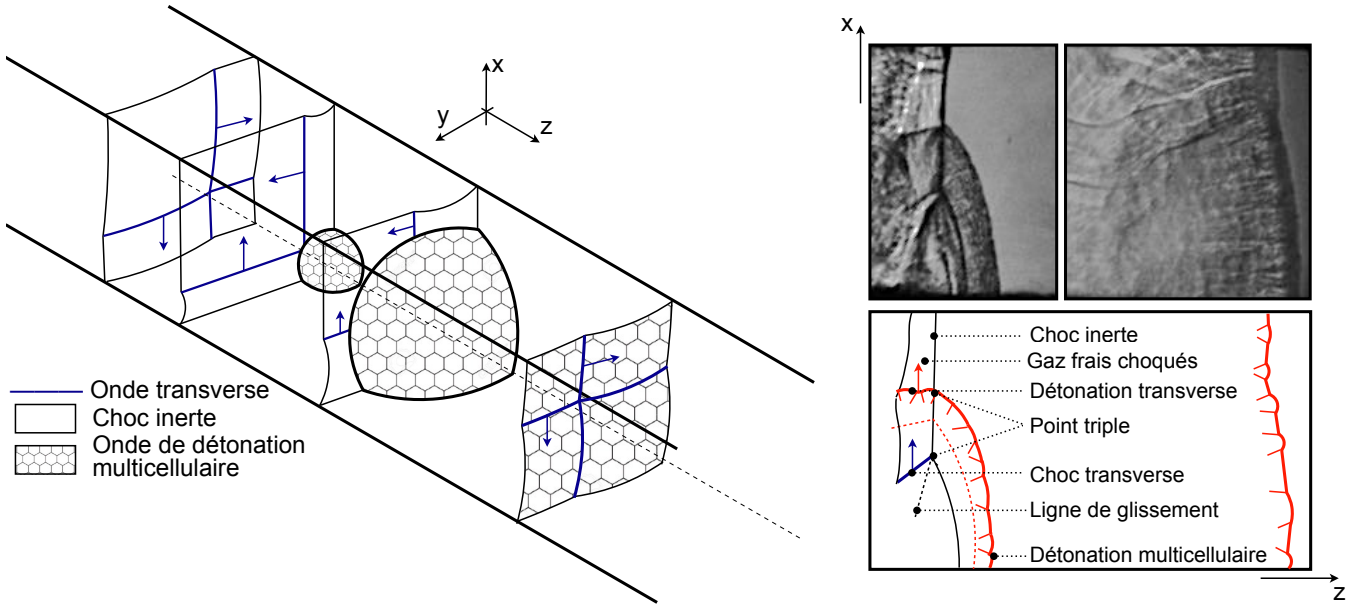 x
y
z
Onde transverse
Choc inerte
Onde de détonation
multicellulaire
x
Choc inerte
Gaz frais choqués
Détonation transverse
Point triple
Choc transverse
Ligne de glissement
Détonation multicellulaire
z